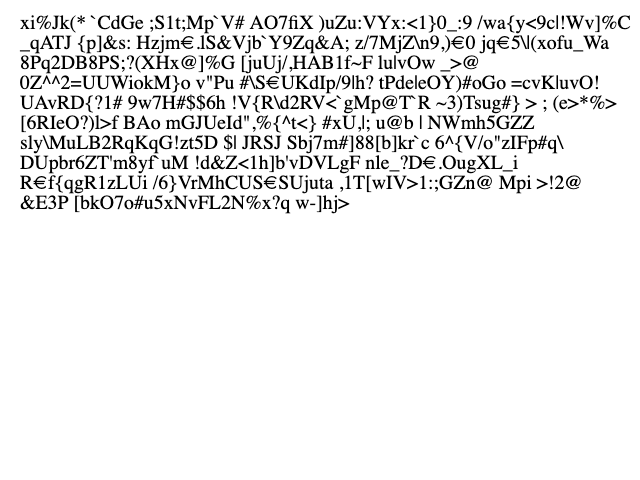 xi%Jk(* `CdGe ;S1t;Mp`V# AO7fiX )uZu:VYx:<1}0_:9 /wa{y<9c|!Wv]%C
_qATJ {p]&s: Hzjm€.lS&Vjb`Y9Zq&A; z/7MjZ\n9,)€0 jq€5\|(xofu_Wa
8Pq2DB8PS;?(XHx@]%G [juUj/,HAB1f~F lu|vOw _>@
0Z^^2=UUWiokM}o v"Pu #\S€UKdIp/9|h? tPde|eOY)#oGo =cvK|uvO!
UAvRD{?1# 9w7H#$$6h !V{R\d2RV<`gMp@T`R ~3)Tsug#} > ; (e>*%>
[6RIeO?)l>f BAo mGJUeId",%{^t<} #xU,|; u@b | NWmh5GZZ
sly\MuLB2RqKqG!zt5D $| JRSJ Sbj7m#]88[b]kr`c 6^{V/o"zIFp#q\
DUpbr6ZT'm8yf`uM !d&Z<1h]b'vDVLgF nle_?D€.OugXL_i
R€f{qgR1zLUi /6}VrMhCUS€SUjuta ,1T[wIV>1:;GZn@ Mpi >!2@
&E3P [bkO7o#u5xNvFL2N%x?q w-]hj>